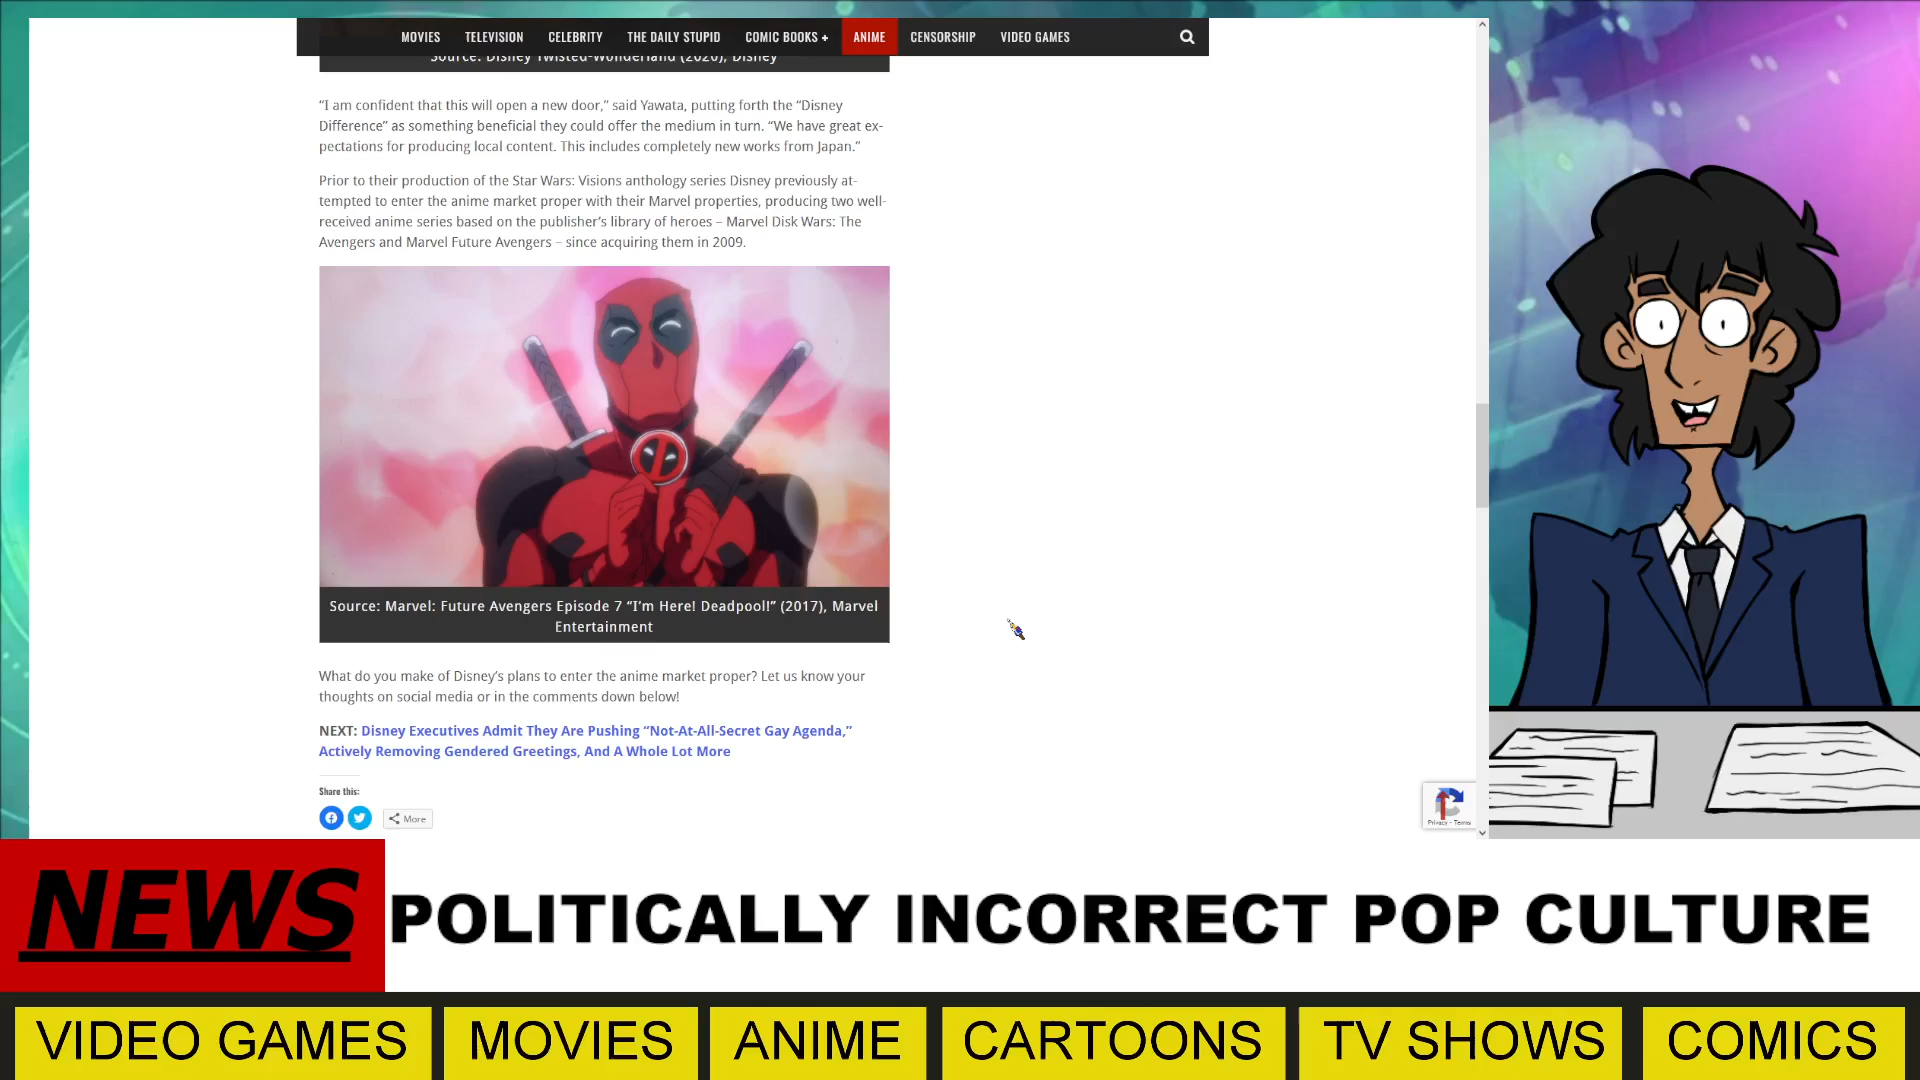 MOVIES TELEVISION CELEBRITY THE DAILY STUPID COMIC BOOKS + ANIME CENSORSHIP VIDEO GAMES
Source: Disney Twisted-Wonderland (2020), Disney
“I am confident that this will open a new door,” said Yawata, putting forth the “Disney
Difference” as something beneficial they could offer the medium in turn. “We have great ex-
pectations for producing local content. This includes completely new works from Japan.”
Prior to their production of the Star Wars: Visions anthology series Disney previously at-
tempted to enter the anime market proper with their Marvel properties, producing two well-
received anime series based on the publisher’s library of heroes – Marvel Disk Wars: The
Avengers and Marvel Future Avengers – since acquiring them in 2009.
Source: Marvel: Future Avengers Episode 7 “I’m Here! Deadpool!” (2017), Marvel
Entertainment
What do you make of Disney’s plans to enter the anime market proper? Let us know your
thoughts on social media or in the comments down below!
NEXT: Disney Executives Admit They Are Pushing “Not-At-All-Secret Gay Agenda,”
Actively Removing Gendered Greetings, And A Whole Lot More
Share this:
More
Privacy - Terms
NEWS
POLITICALLY INCORRECT POP CULTURE
VIDEO GAMES MOVIES ANIME CARTOONS TV SHOWS COMICS